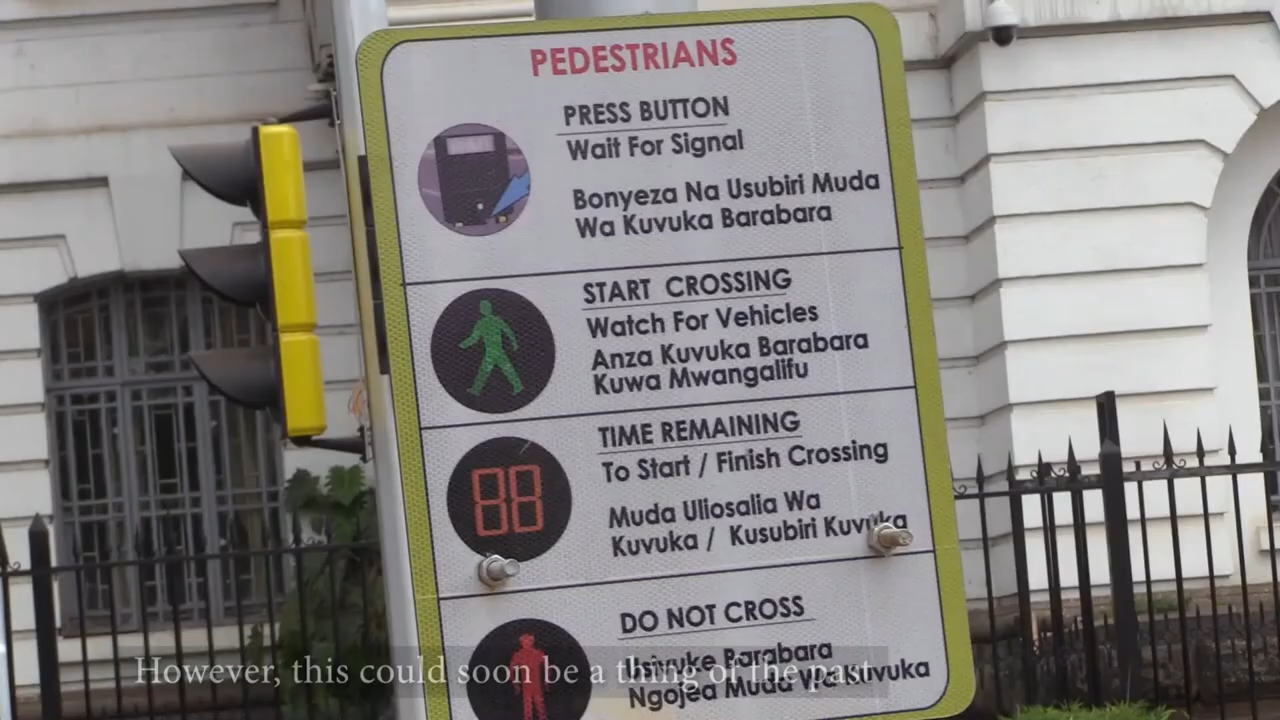 PEDESTRIANS
PRESS BUTTON
Wait For Signal
Bonyeza Na Usubiri Muda
Wa Kuvuka Barabara
START CROSSING
Watch For Vehicles
Anza Kuvuka Barabara
Kuwa Mwangalifu
88
TIME REMAINING
To Start / Finish Crossing
Muda Uliosalia Wa
Kuvuka / Kusubiri Kuvuka
DO NOT CROSS
Usivuke Barabara
Ngojea Muda Wa Kuvuka
However, this could soon be a thing of the past